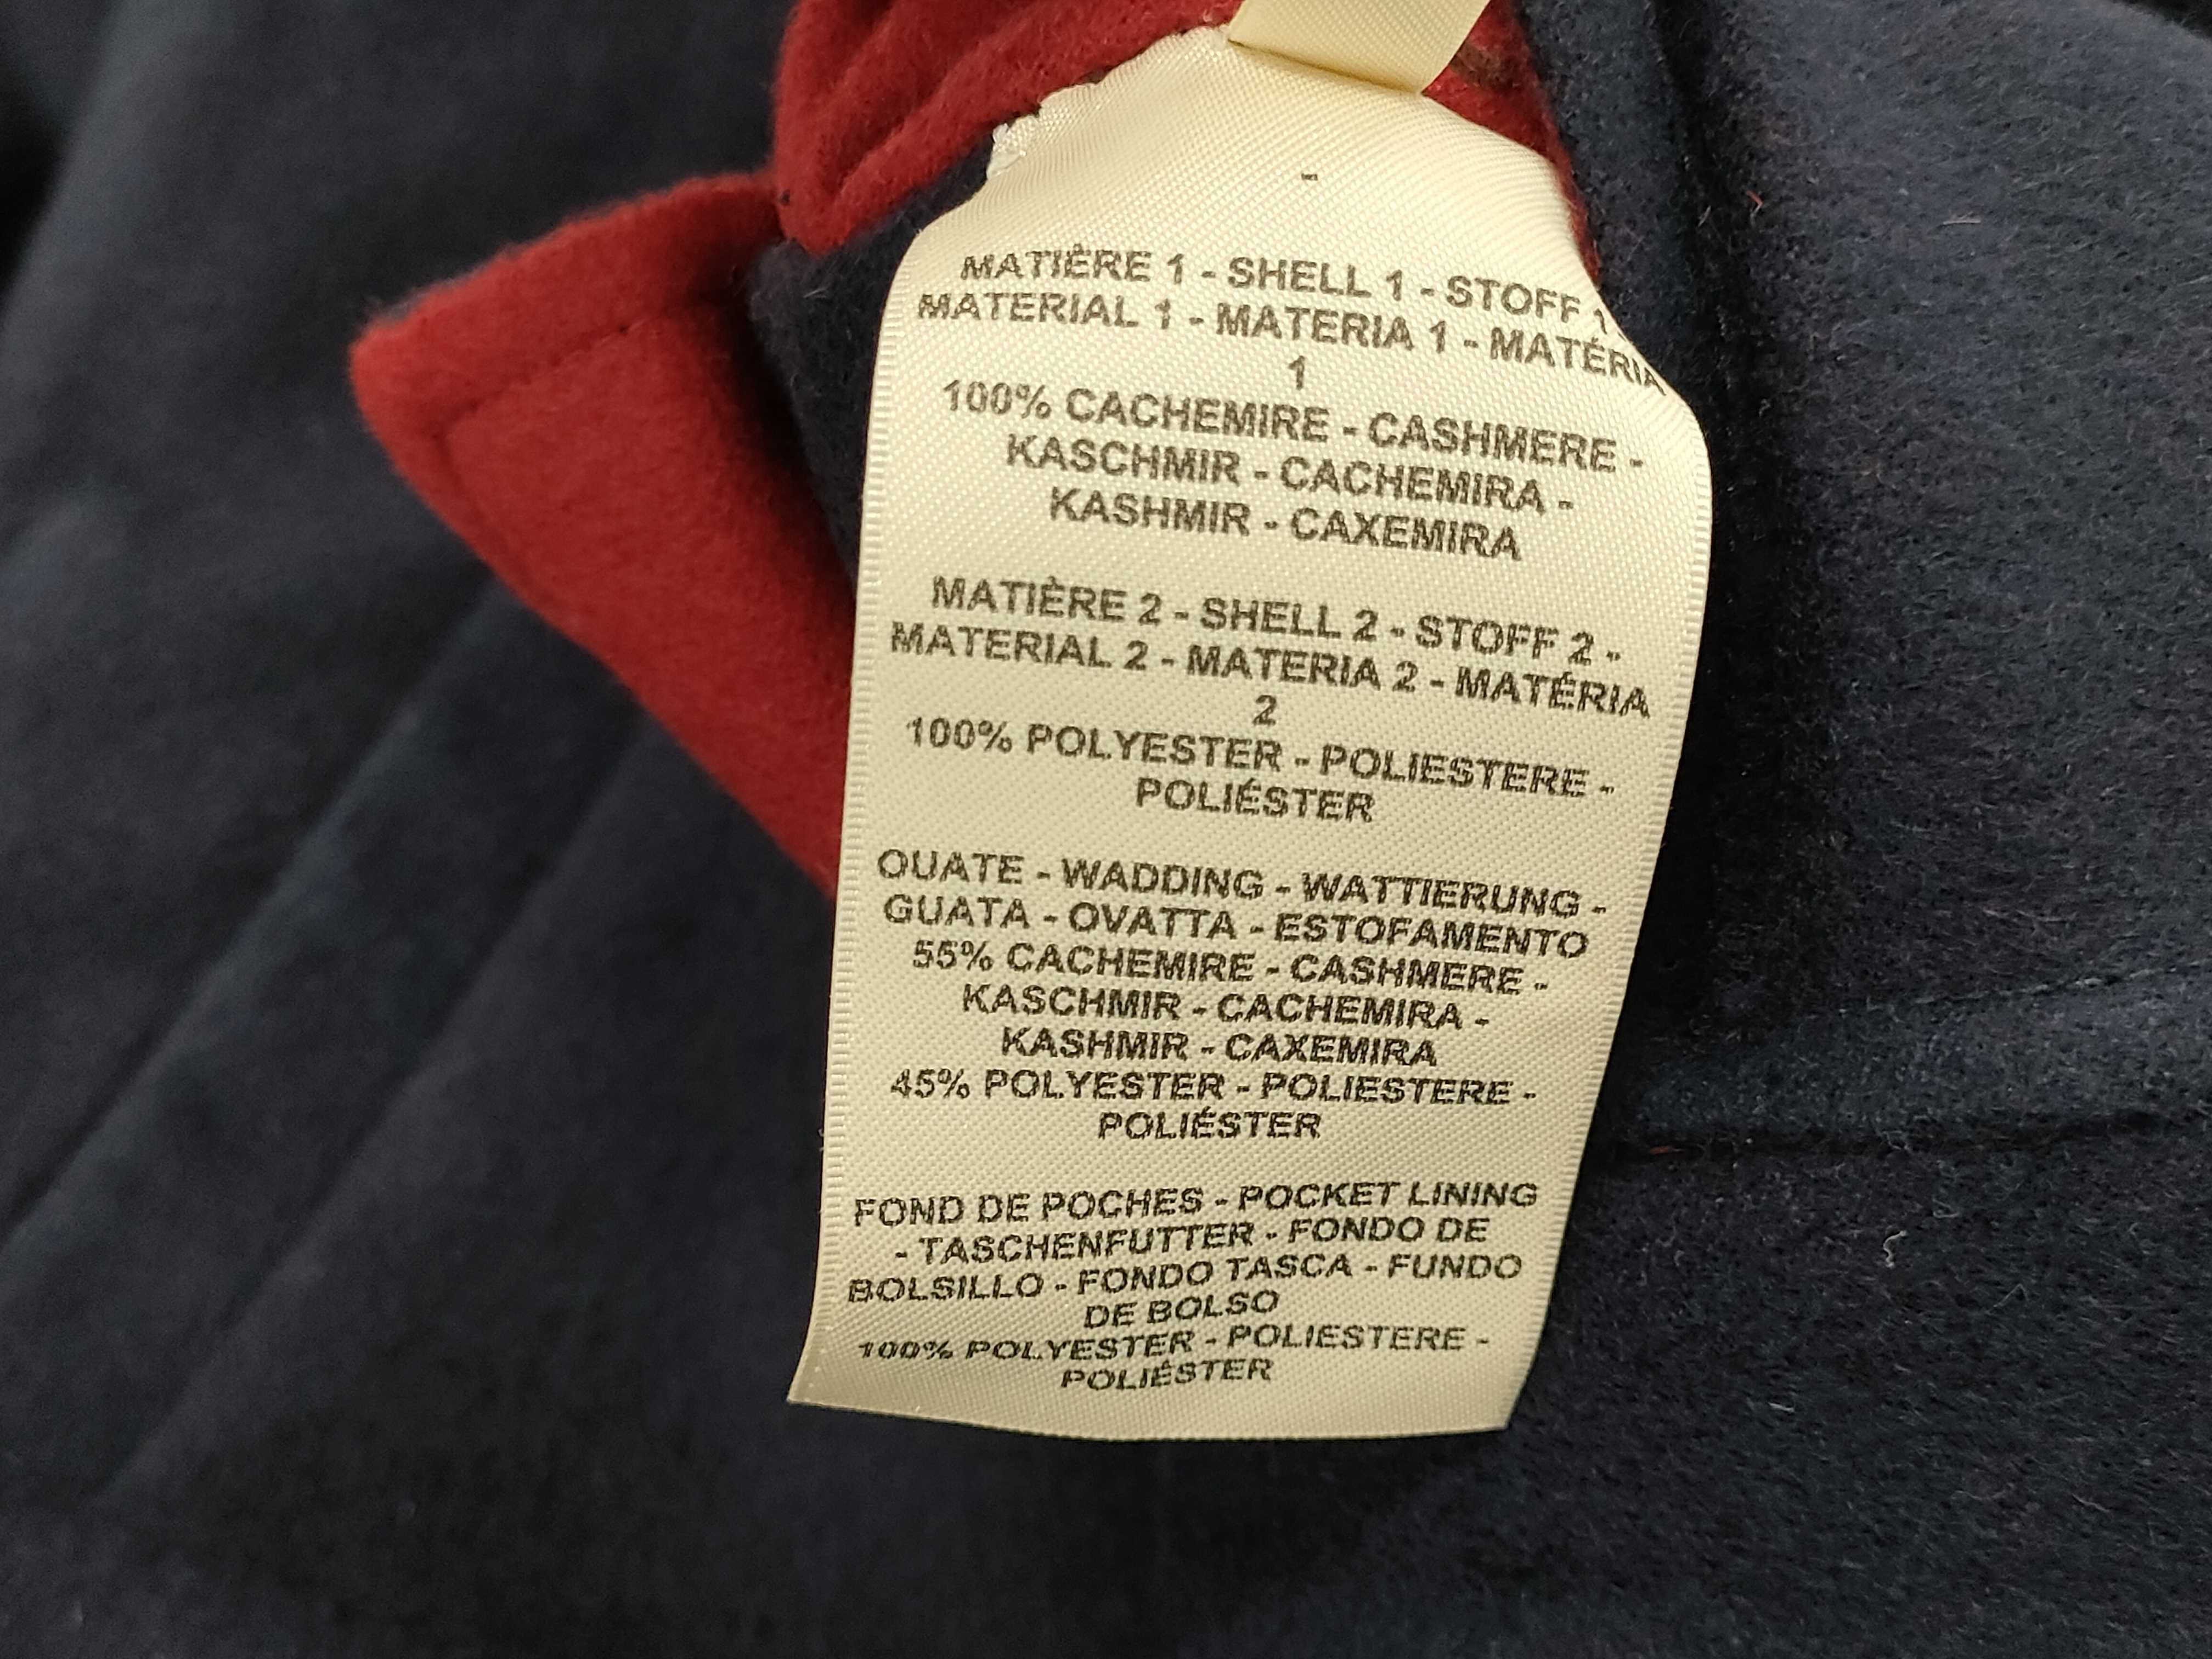 MATIÈRE 1 - SHELL 1 - STOFF 1
MATERIAL 1 - MATERIA 1 - MATÉRIA
1
100% CACHEMIRE - CASHMERE -
KASCHMIR - CACHEMIRA -
KASHMIR - CAXEMIRA
MATIÈRE 2 - SHELL 2 - STOFF 2 -
MATERIAL 2 - MATERIA 2 - MATÉRIA
2
100% POLYESTER - POLIESTERE -
POLIÉSTER
OUATE - WADDING - WATTIERUNG -
GUATA - OVATTA - ESTOFAMENTO
55% CACHEMIRE - CASHMERE -
KASCHMIR - CACHEMIRA -
KASHMIR - CAXEMIRA
45% POLYESTER - POLIESTERE -
POLIÉSTER
FOND DE POCHES - POCKET LINING
- TASCHENFUTTER - FONDO DE
BOLSILLO - FONDO TASCA - FUNDO
DE BOLSO
100% POLYESTER - POLIESTERE -
POLIÉSTER